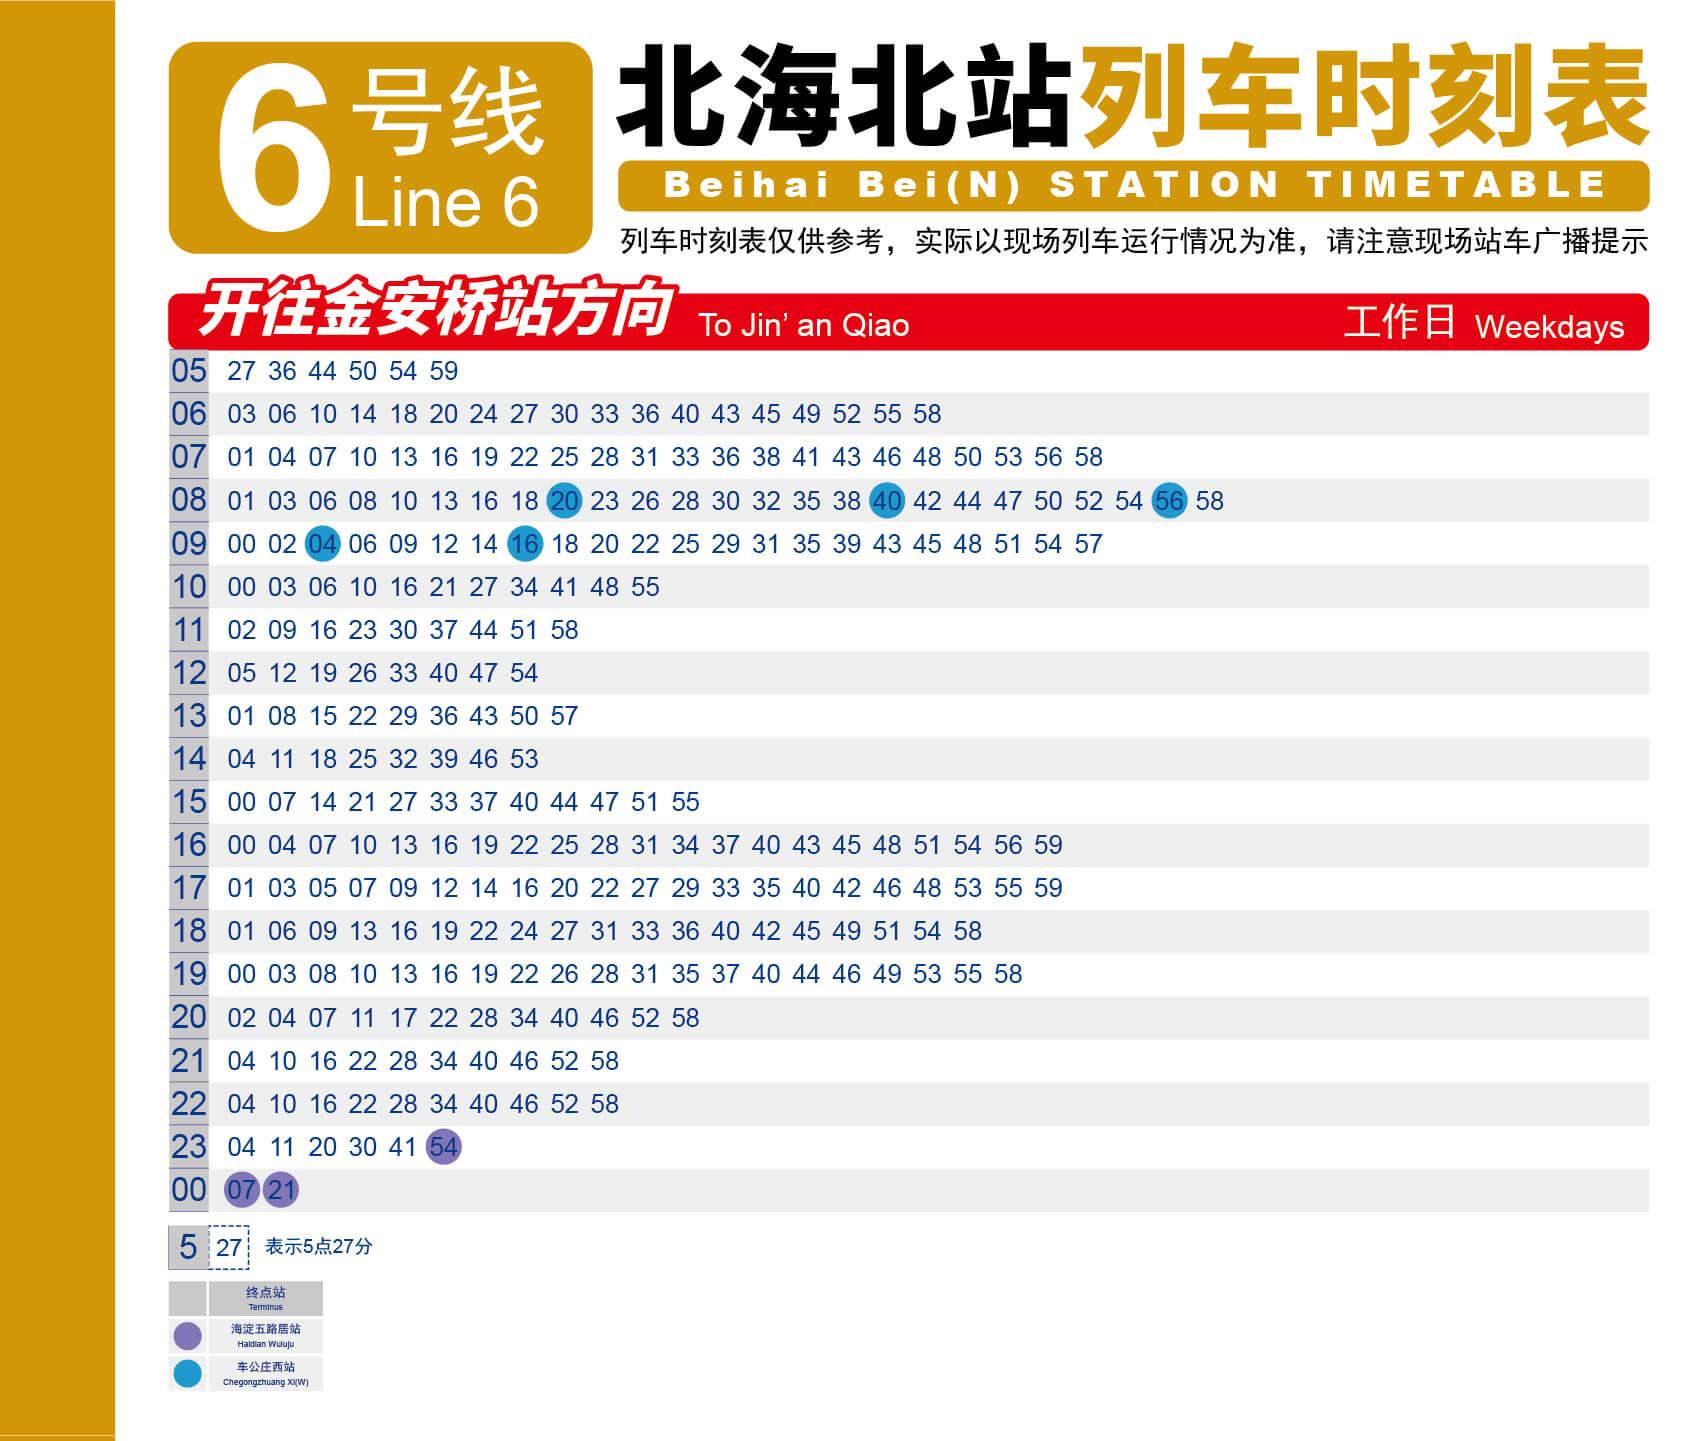 6号线
Line 6
北海北站列车时刻表
Beihai Bei(N) STATION TIMETABLE
列车时刻表仅供参考，实际以现场列车运行情况为准，请注意现场站车广播提示
开往金安桥站方向 To Jin’ an Qiao 工作日 Weekdays
05 27 36 44 50 54 59
06 03 06 10 14 18 20 24 27 30 33 36 40 43 45 49 52 55 58
07 01 04 07 10 13 16 19 22 25 28 31 33 36 38 41 43 46 48 50 53 56 58
08 01 03 06 08 10 13 16 18 20 23 26 28 30 32 35 38 40 42 44 47 50 52 54 56 58
09 00 02 04 06 09 12 14 16 18 20 22 25 29 31 35 39 43 45 48 51 54 57
10 00 03 06 10 16 21 27 34 41 48 55
11 02 09 16 23 30 37 44 51 58
12 05 12 19 26 33 40 47 54
13 01 08 15 22 29 36 43 50 57
14 04 11 18 25 32 39 46 53
15 00 07 14 21 27 33 37 40 44 47 51 55
16 00 04 07 10 13 16 19 22 25 28 31 34 37 40 43 45 48 51 54 56 59
17 01 03 05 07 09 12 14 16 20 22 27 29 33 35 40 42 46 48 53 55 59
18 01 06 09 13 16 19 22 24 27 31 33 36 40 42 45 49 51 54 58
19 00 03 08 10 13 16 19 22 26 28 31 35 37 40 44 46 49 53 55 58
20 02 04 07 11 17 22 28 34 40 46 52 58
21 04 10 16 22 28 34 40 46 52 58
22 04 10 16 22 28 34 40 46 52 58
23 04 11 20 30 41 54
00 07 21
5 27 表示5点27分
终点站
Terminus
海淀五路居站
Haidian Wuluju
车公庄西站
Chegongzhuang Xi(W)